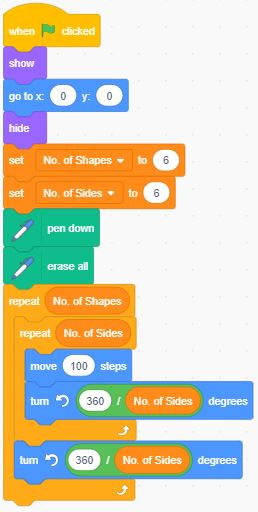 when clicked
show
go to x: 0 y: 0
hide
set No. of Shapes to 6
set No. of Sides to 6
pen down
erase all
repeat No. of Shapes
repeat No. of Sides
move 100 steps
turn 360 / No. of Sides degrees
turn 360 / No. of Sides degrees